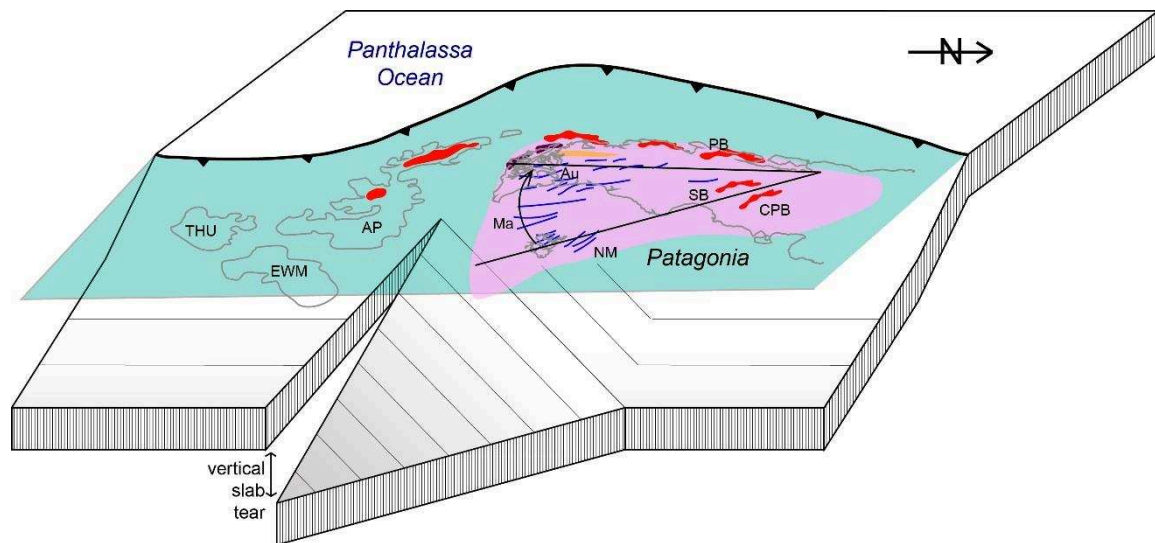 Panthalassa
Ocean
N
PB
Au
SB
CPB
THU
AP
Ma
EWM
NM
Patagonia
vertical
slab
tear